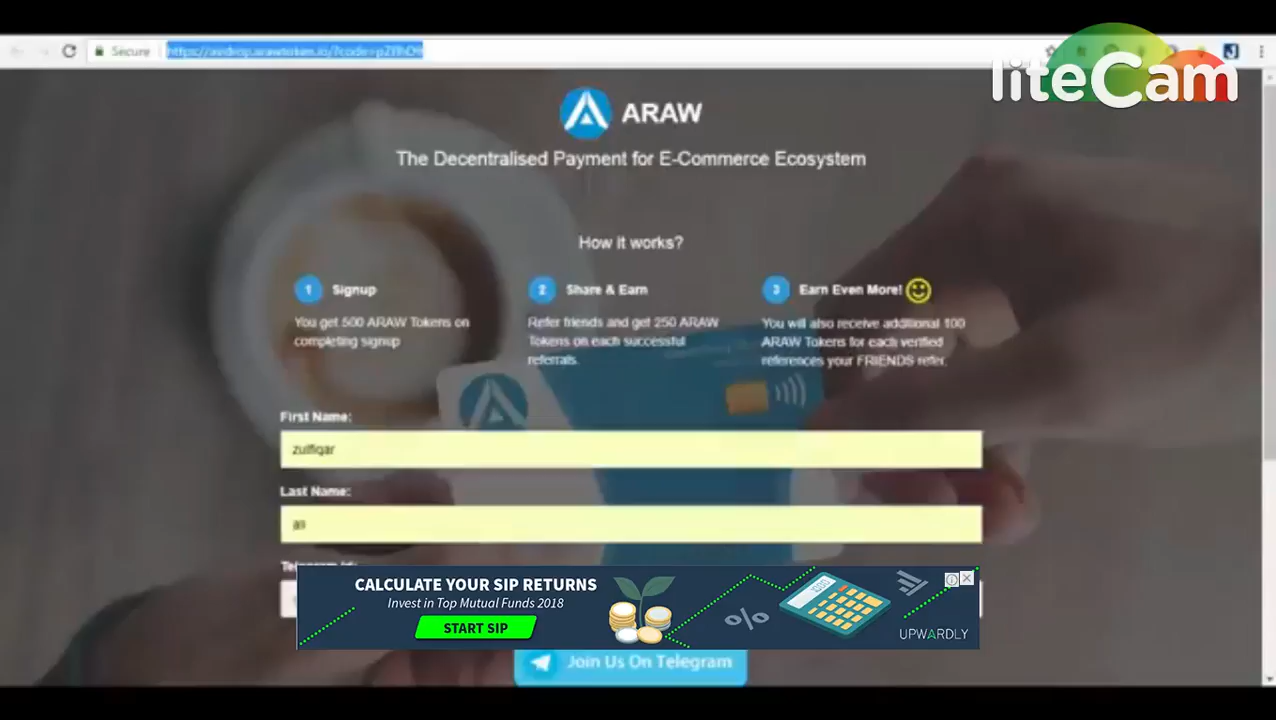 Secure
liteCam
ARAW
The Decentralised Payment for E-Commerce Ecosystem
How it works?
1 Signup
You get 500 ARAW Tokens on
completing signup
2 Share & Earn
Refer friends and get 250 ARAW
Tokens on each successful
referrals.
3 Earn Even More!
You will also receive additional 100
ARAW Tokens for each verified
references your FRIENDS refer.
First Name:
zulfiqar
Last Name:
Telegram Id:
CALCULATE YOUR SIP RETURNS
Invest in Top Mutual Funds 2018
START SIP
%
UPWARDLY
Join Us On Telegram